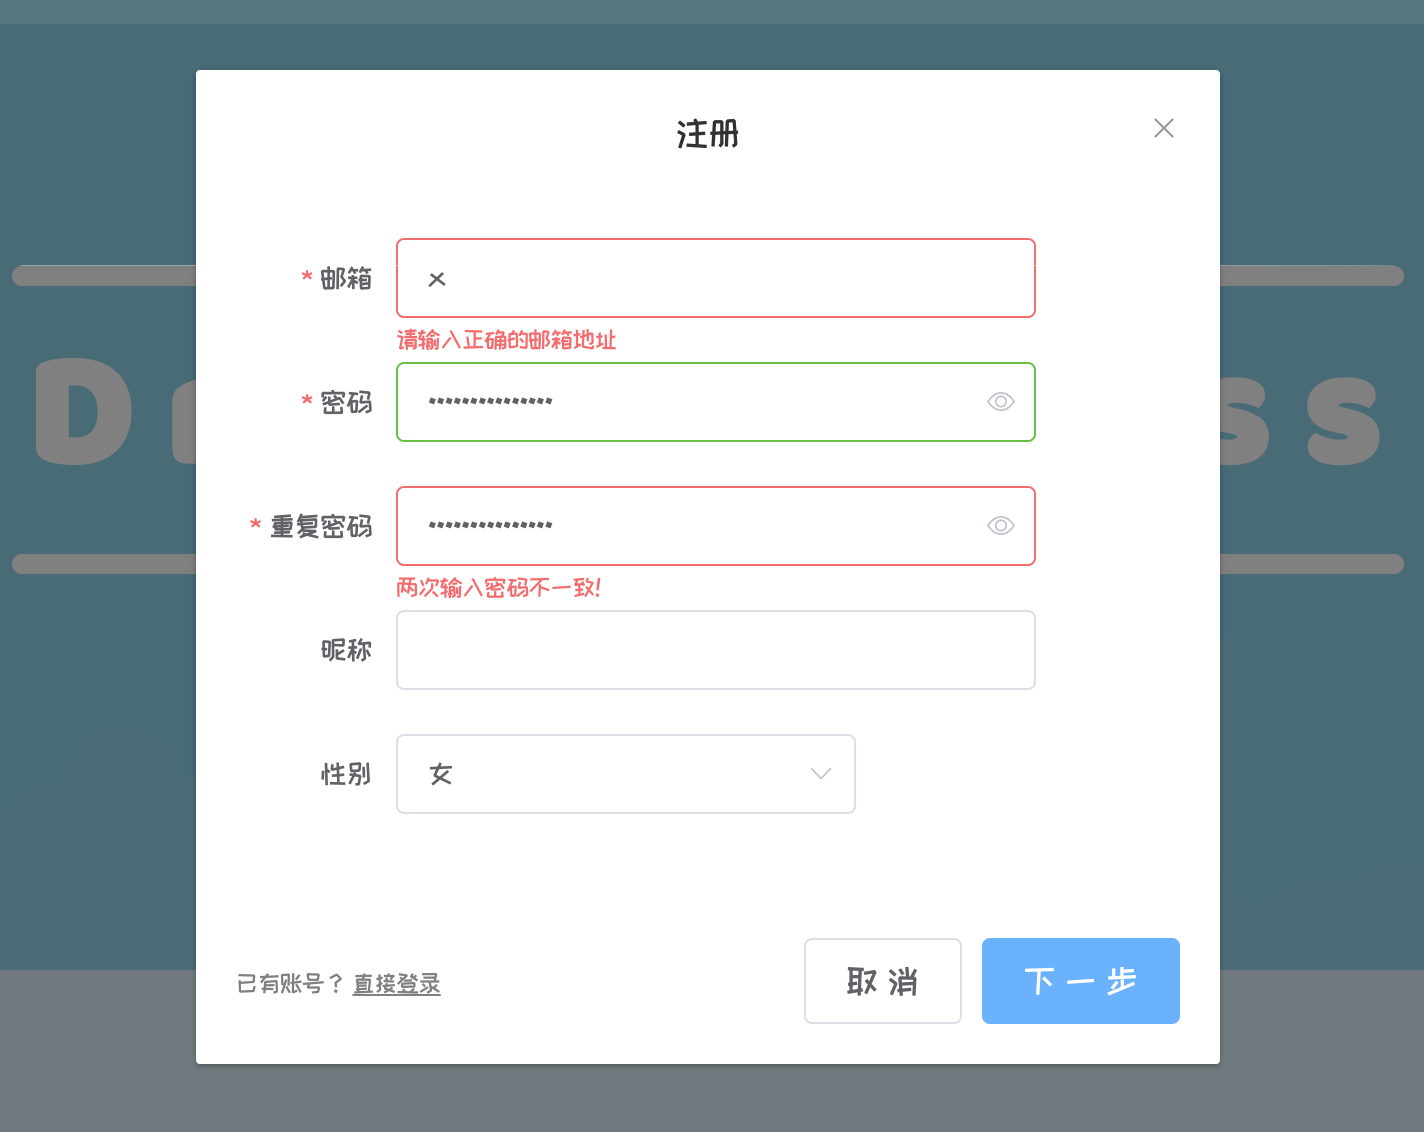 注册
* 邮箱
x
请输入正确的邮箱地址
* 密码
* 重复密码
两次输入密码不一致!
昵称
性别
女
已有账号？ 直接登录
取消
下一步
D
ss